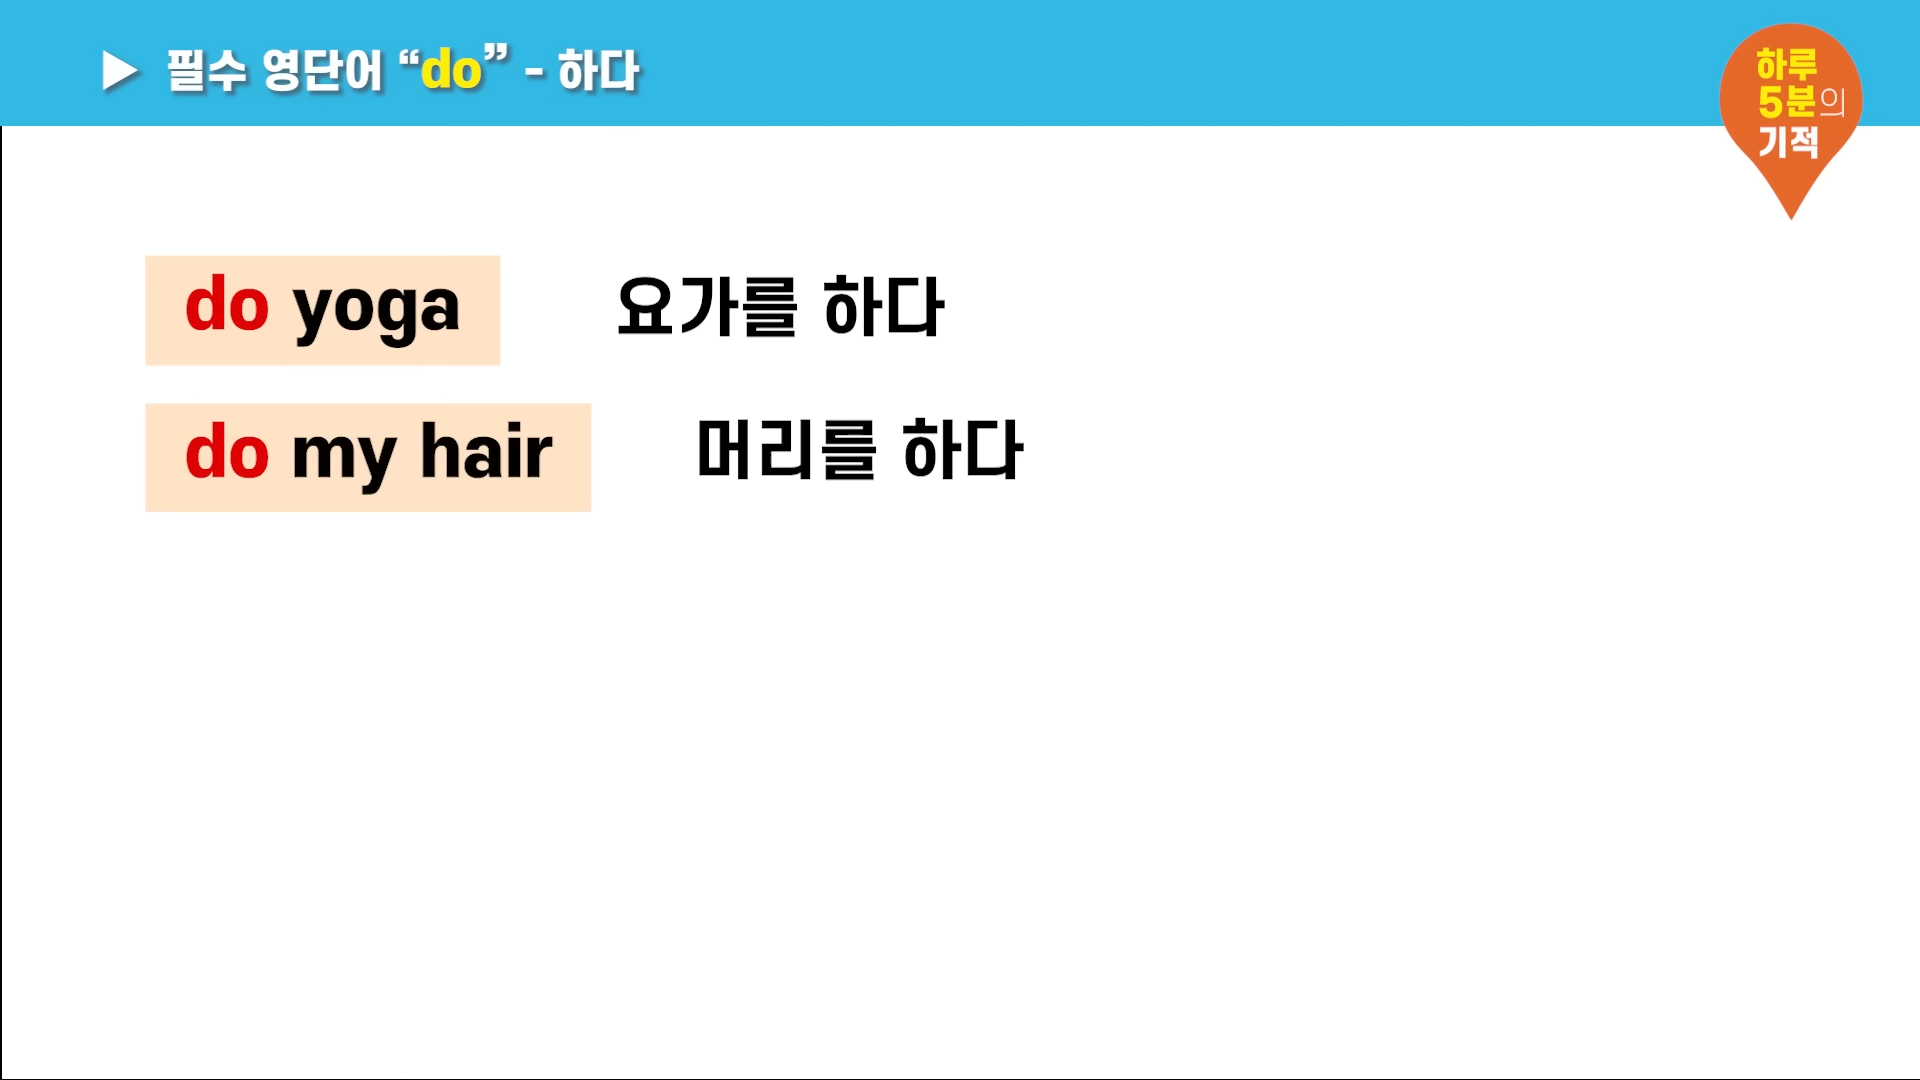 ▶ 필수 영단어 “do” - 하다
하루
5분의
기적
do yoga 요가를 하다
do my hair 머리를 하다